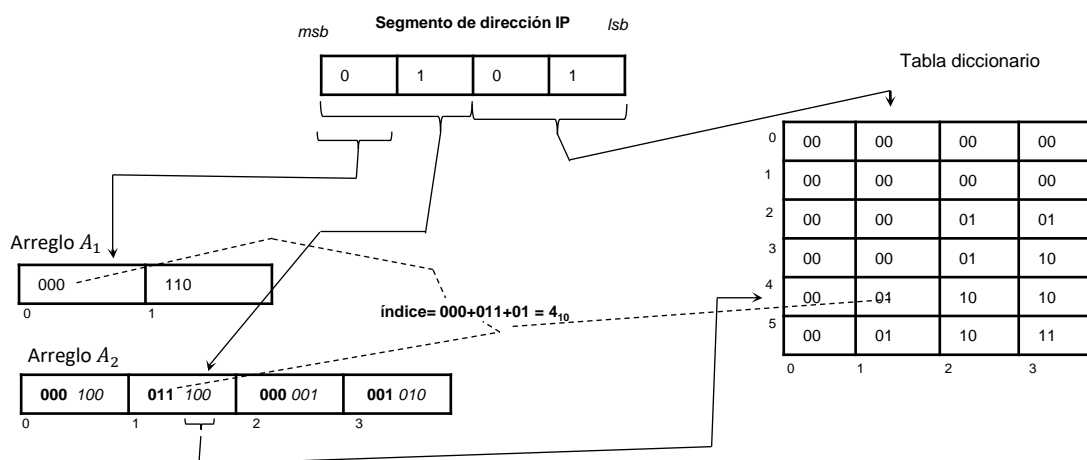 Segmento de dirección IP
msb
lsb
0 1 0 1
Tabla diccionario
0 00 00 00 00
1 00 00 00 00
2 00 00 01 01
3 00 00 01 10
4 00 01 10 10
5 00 01 10 11
0 1 2 3
Arreglo A₁
000 110
0 1
índice= 000+011+01 = 4₁₀
Arreglo A₂
000 100 011 100 000 001 001 010
0 1 2 3